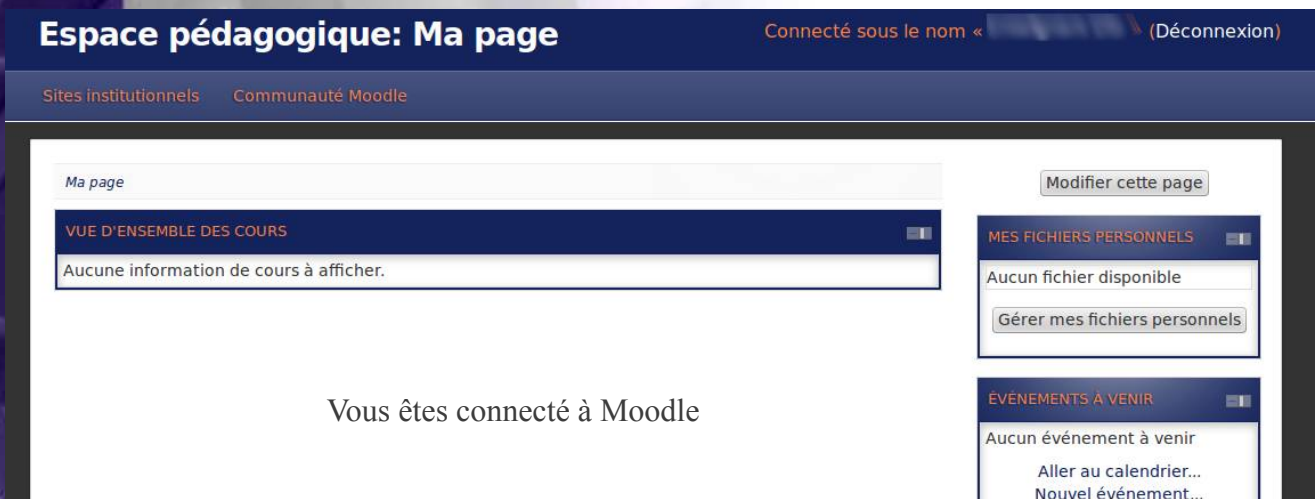 Espace pédagogique: Ma page
Connecté sous le nom « » (Déconnexion)
Sites institutionnels Communauté Moodle
Ma page
Modifier cette page
VUE D'ENSEMBLE DES COURS
Aucune information de cours à afficher.
MES FICHIERS PERSONNELS
Aucun fichier disponible
Gérer mes fichiers personnels
Vous êtes connecté à Moodle
ÉVÉNEMENTS À VENIR
Aucun événement à venir
Aller au calendrier...
Nouvel événement...